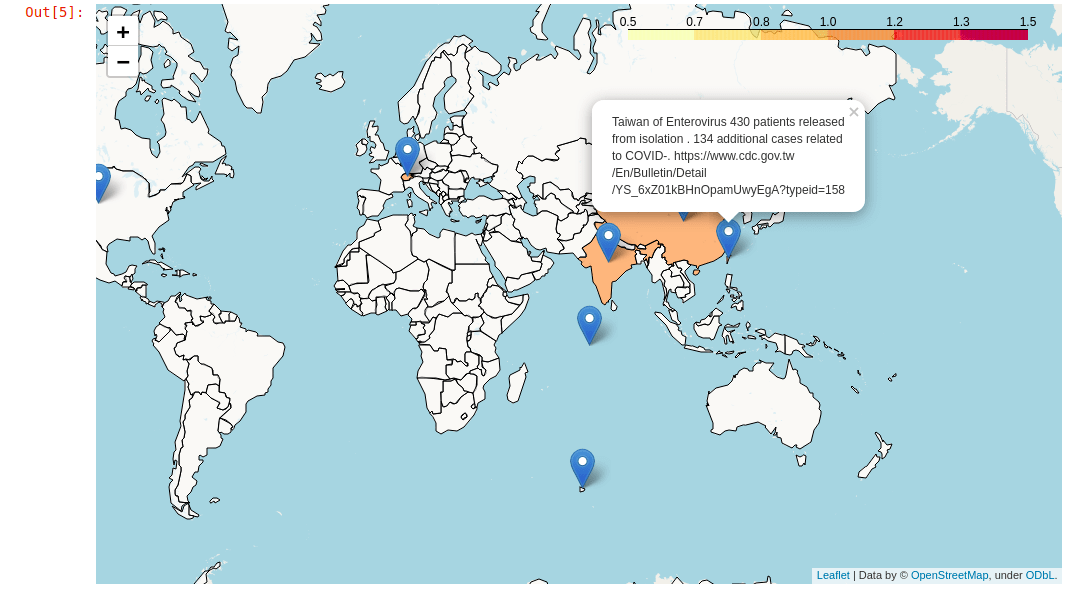 Out[5]:
+
−
0.5 0.7 0.8 1.0 1.2 1.3 1.5
×
Taiwan of Enterovirus 430 patients released
from isolation . 134 additional cases related
to COVID-. https://www.cdc.gov.tw
/En/Bulletin/Detail
/YS_6xZ01kBHnOpamUwyEgA?typeid=158
Leaflet | Data by © OpenStreetMap, under ODbL.